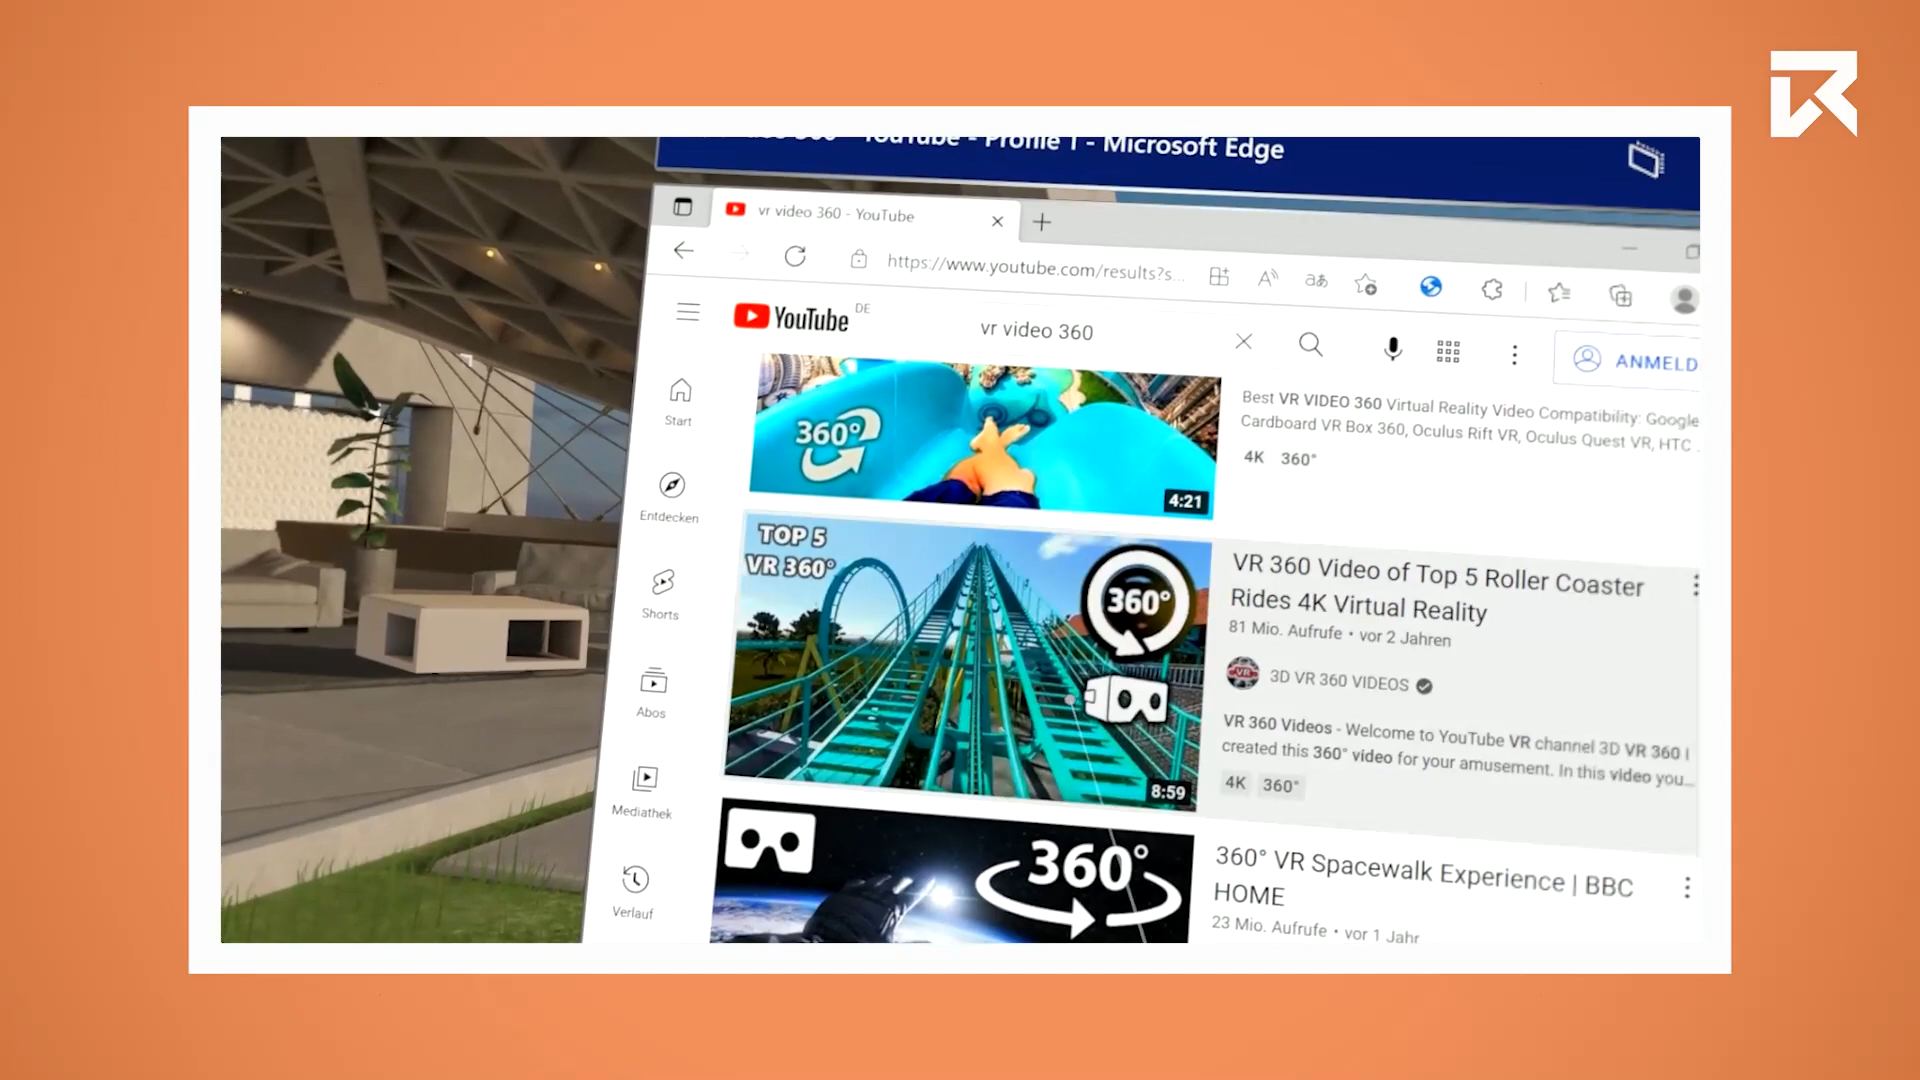 YouTube - Profile 1 - Microsoft Edge
vr video 360 - YouTube
https://www.youtube.com/results?s...
YouTube DE
vr video 360
ANMELD
Start
Entdecken
Shorts
Abos
Mediathek
Verlauf
360°
4:21
Best VR VIDEO 360 Virtual Reality Video Compatibility: Google
Cardboard VR Box 360, Oculus Rift VR, Oculus Quest VR, HTC
4K 360°
TOP 5
VR 360°
360°
8:59
VR 360 Video of Top 5 Roller Coaster
Rides 4K Virtual Reality
81 Mio. Aufrufe • vor 2 Jahren
VR
3D VR 360 VIDEOS
VR 360 Videos - Welcome to YouTube VR channel 3D VR 360 I
created this 360° video for your amusement. In this video you...
4K 360°
360°
360° VR Spacewalk Experience | BBC
HOME
23 Mio. Aufrufe • vor 1 Jahr